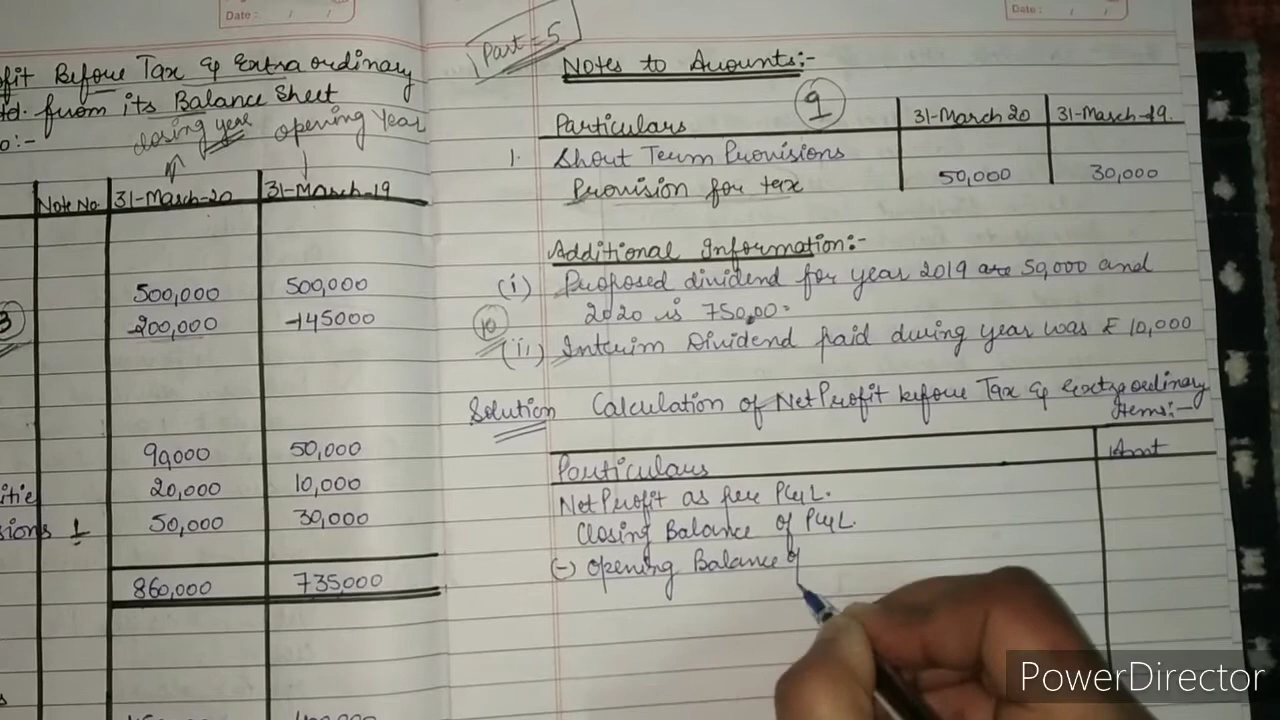 Date: / /
Date: / /
ofit Before Tax & Extra ordinary
td. from its Balance Sheet
o:-
closing year
opening Year
Note No.
31-March-20
31-March-19
500,000
500,000
3
200,000
145000
90,000
50,000
itie
20,000
10,000
sions 1
50,000
30,000
860,000
735,000
Part=5
Notes to Accounts:-
9
Particulars
31-March 20
31-March-19.
1. Short Term Provisions
Provision for tax
50,000
30,000
Additional Information:-
(i) Proposed dividend for year 2019 are 50,000 and
2020 is 750,00.
10
(ii) Interim Dividend paid during year was ₹ 10,000
Solution Calculation of Net Profit before Tax & Extraordinary
Items:-
Particulars
Amt
Net Profit as per P&L.
Closing Balance of P&L.
(-) Opening Balance of
PowerDirector